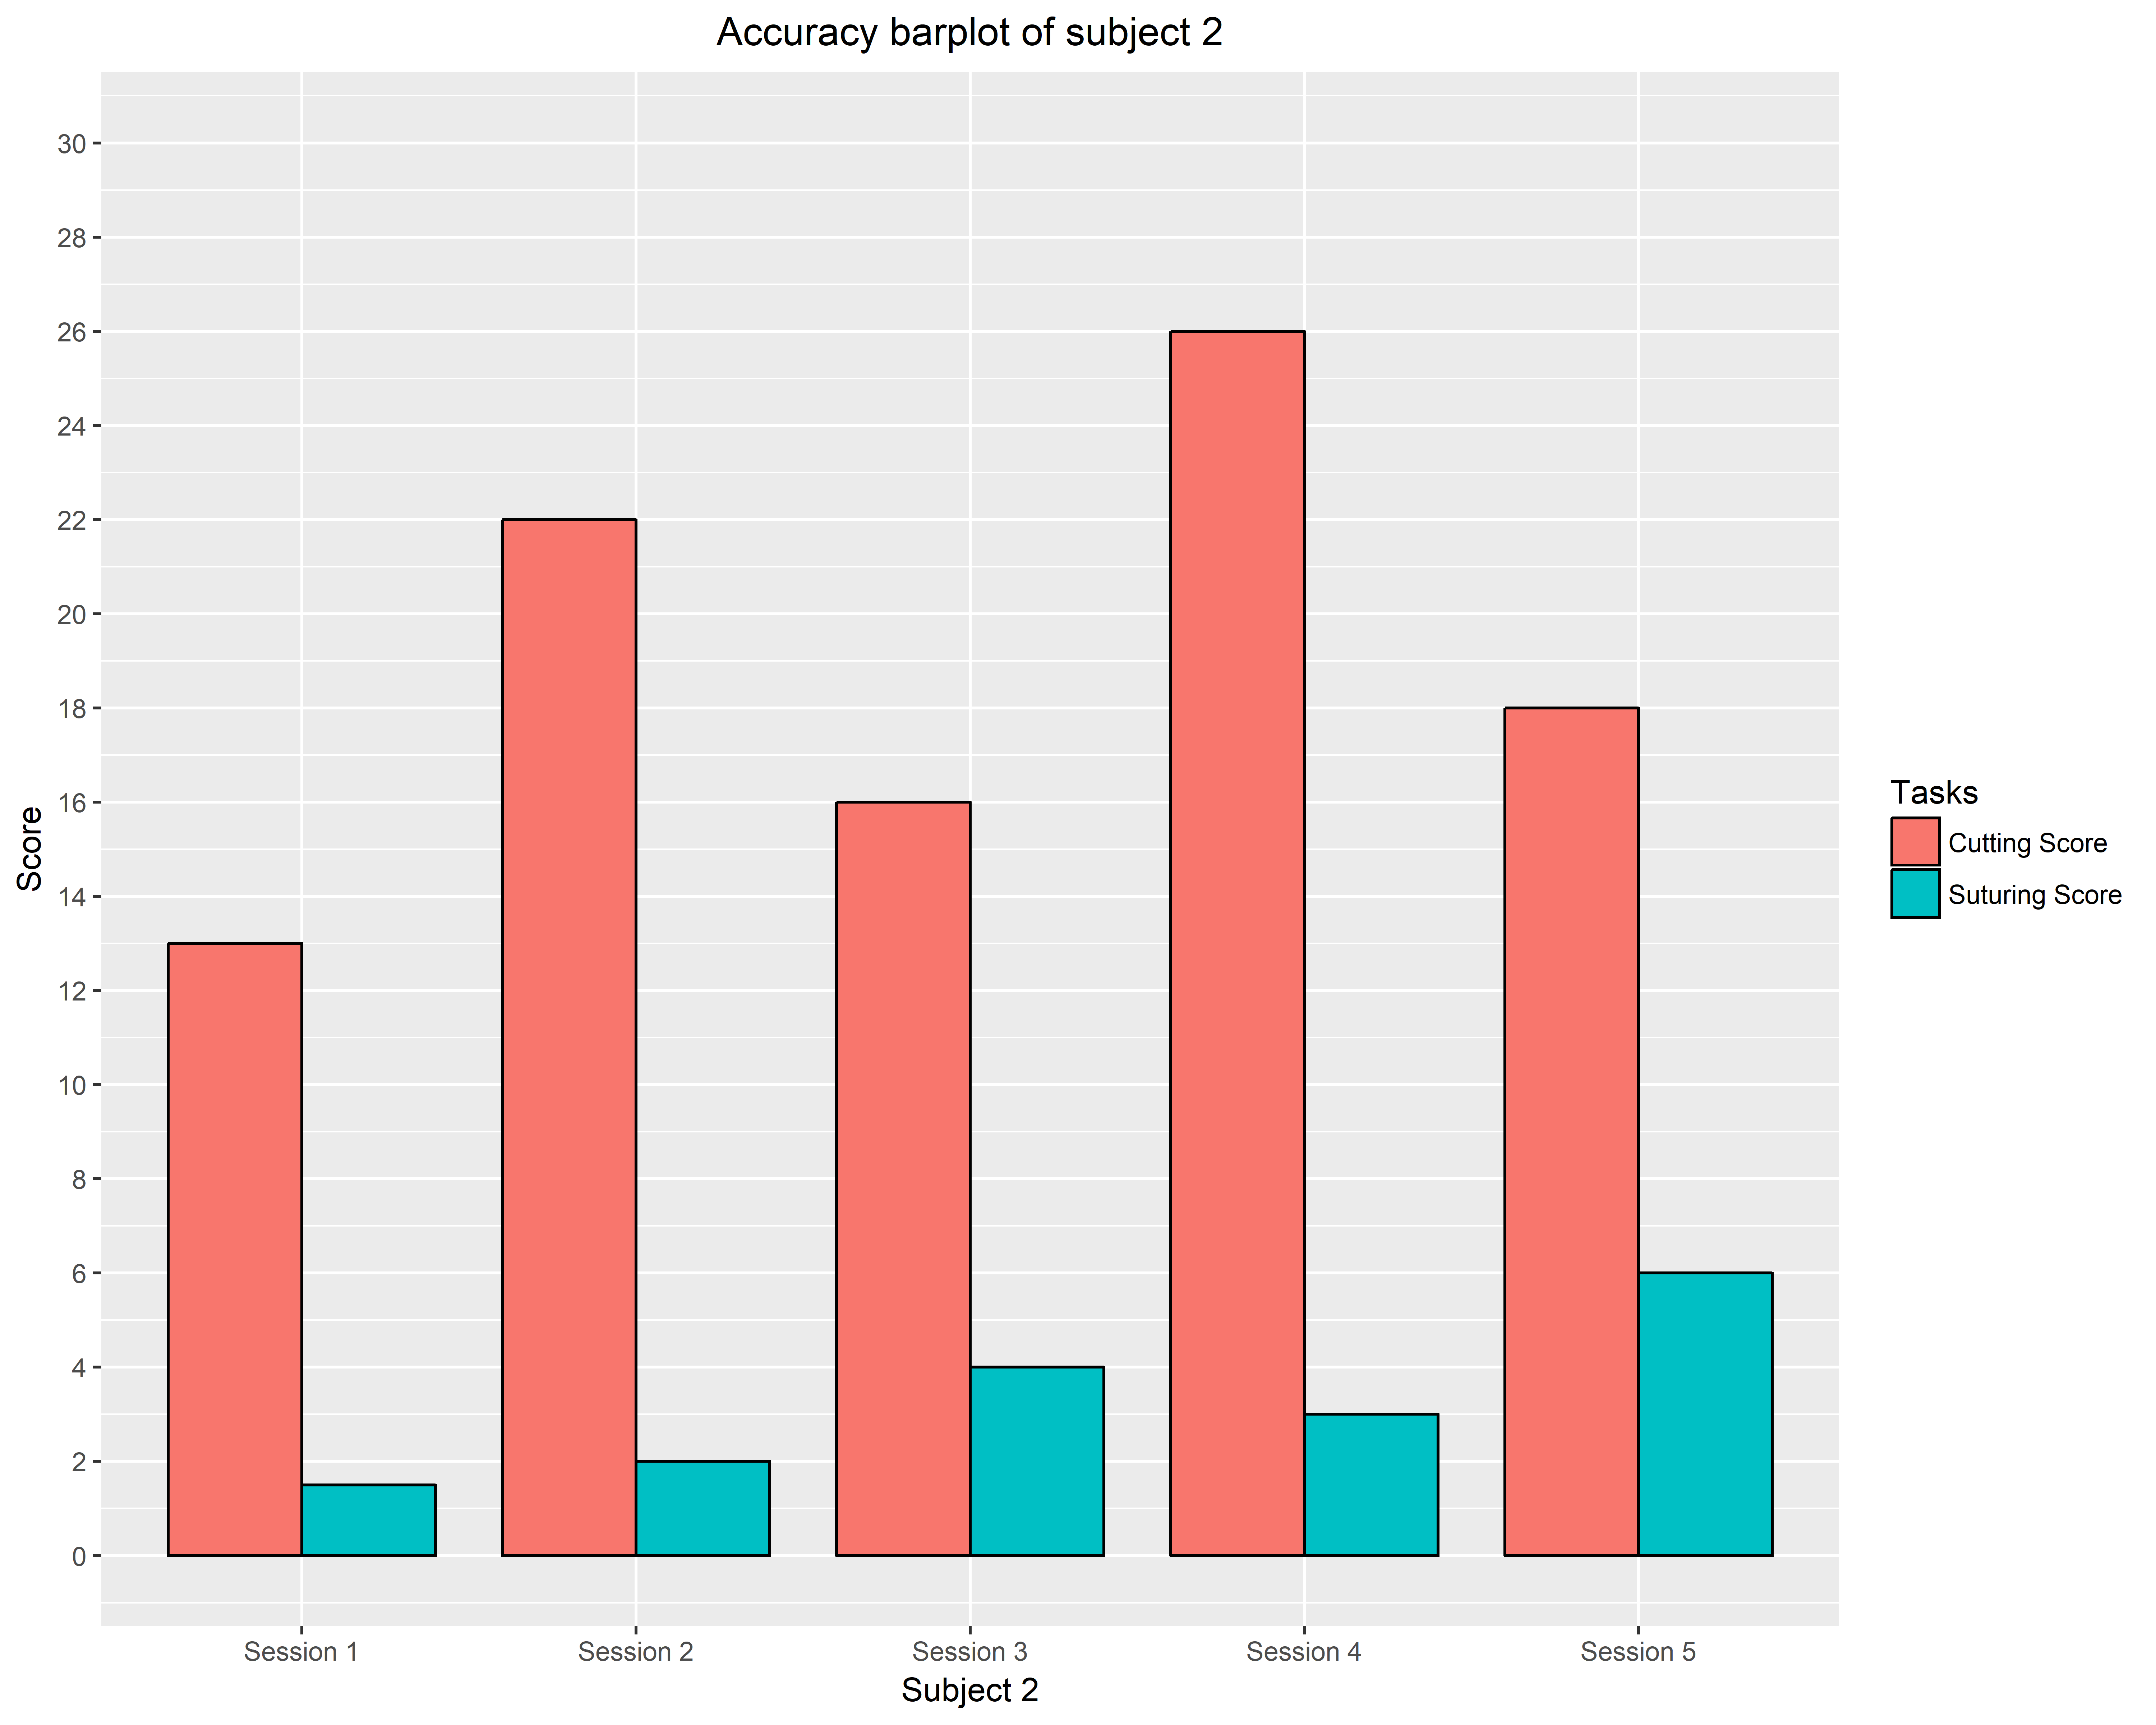 Accuracy barplot of subject 2
30
28
26
24
22
20
18
16
14
12
10
8
6
4
2
0
Score
Session 1
Session 2
Session 3
Session 4
Session 5
Subject 2
Tasks
Cutting Score
Suturing Score